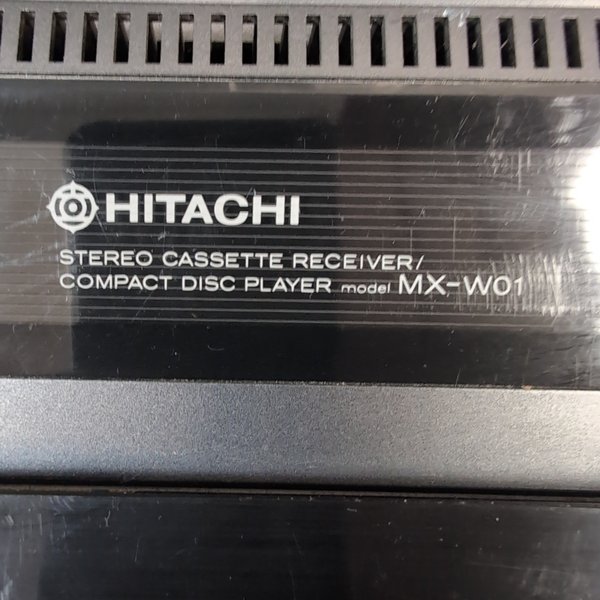 HITACHI
STEREO CASSETTE RECEIVER/
COMPACT DISC PLAYER model MX-W01